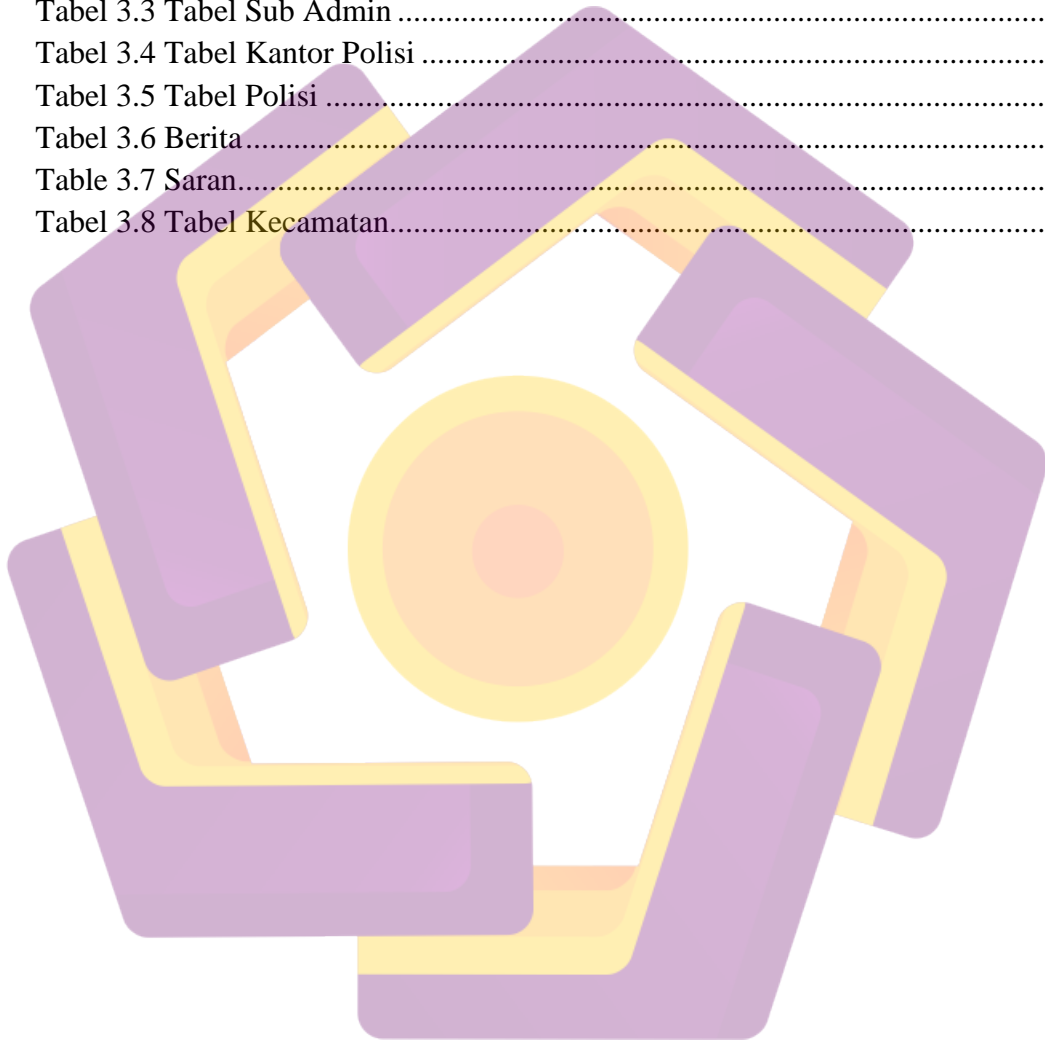 Tabel 3.3 Tabel Sub Admin ................................................................................
Tabel 3.4 Tabel Kantor Polisi .............................................................................
Tabel 3.5 Tabel Polisi .........................................................................................
Tabel 3.6 Berita...................................................................................................
Table 3.7 Saran....................................................................................................
Tabel 3.8 Tabel Kecamatan.................................................................................